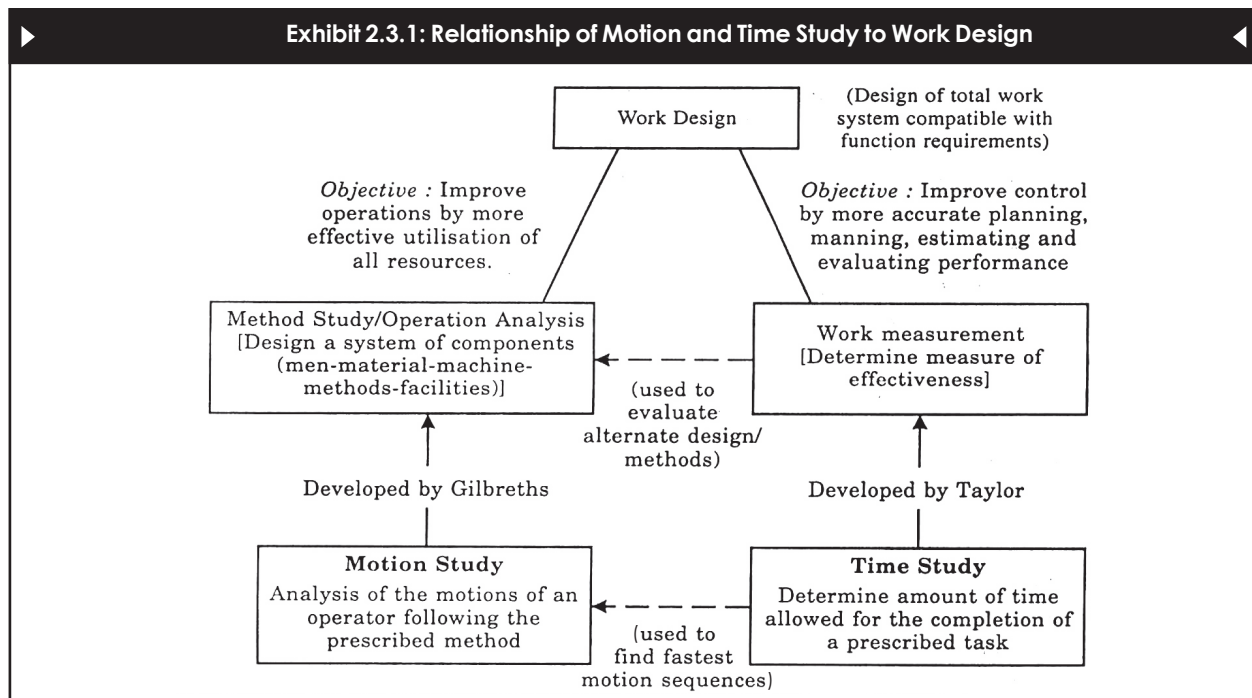 Exhibit 2.3.1: Relationship of Motion and Time Study to Work Design
Work Design
(Design of total work
system compatible with
function requirements)
Objective : Improve
operations by more
effective utilisation of
all resources.
Objective : Improve control
by more accurate planning,
manning, estimating and
evaluating performance
Method Study/Operation Analysis
[Design a system of components
(men-material-machine-
methods-facilities)]
(used to
evaluate
alternate design/
methods)
Work measurement
[Determine measure of
effectiveness]
Developed by Gilbreths
Developed by Taylor
Motion Study
Analysis of the motions of an
operator following the
prescribed method
(used to
find fastest
motion sequences)
Time Study
Determine amount of time
allowed for the completion of
a prescribed task